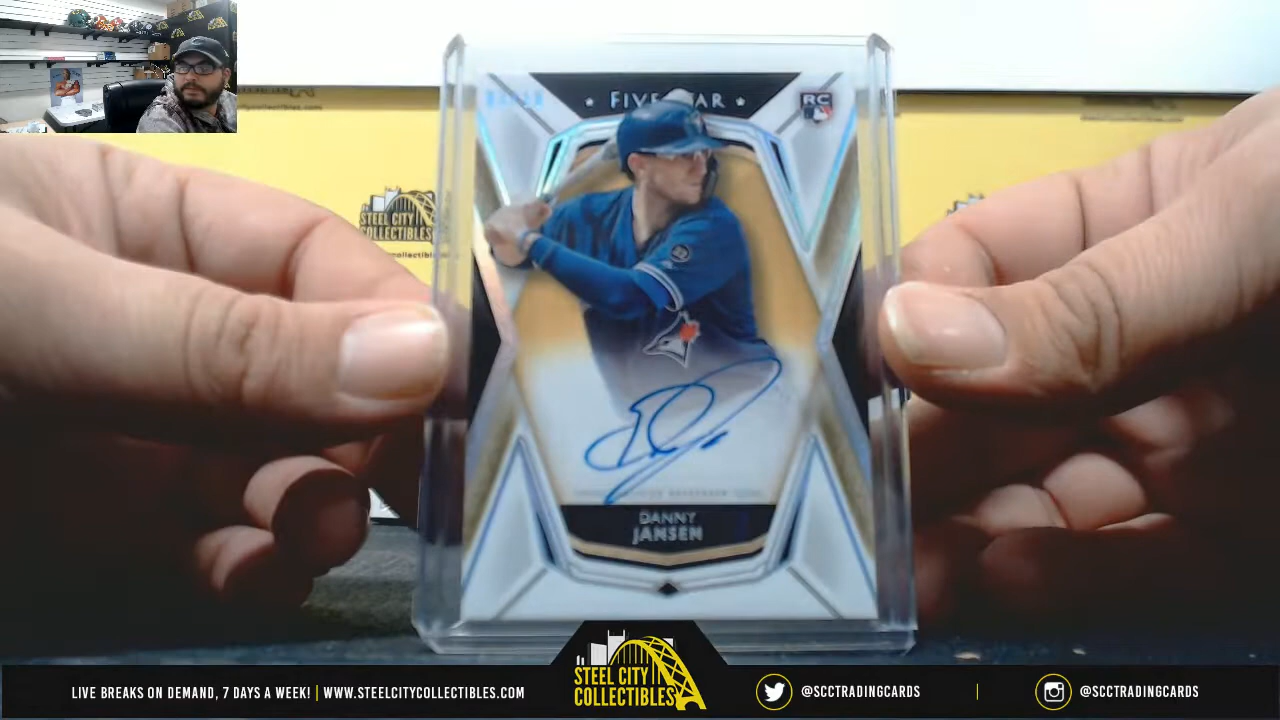 FIVE STAR
RC
STEEL CITY
COLLECTIBLES
DANNY
JANSEN
LIVE BREAKS ON DEMAND, 7 DAYS A WEEK! | WWW.STEELCITYCOLLECTIBLES.COM
STEEL CITY
COLLECTIBLES
@SCCTRADINGCARDS
@SCCTRADINGCARDS